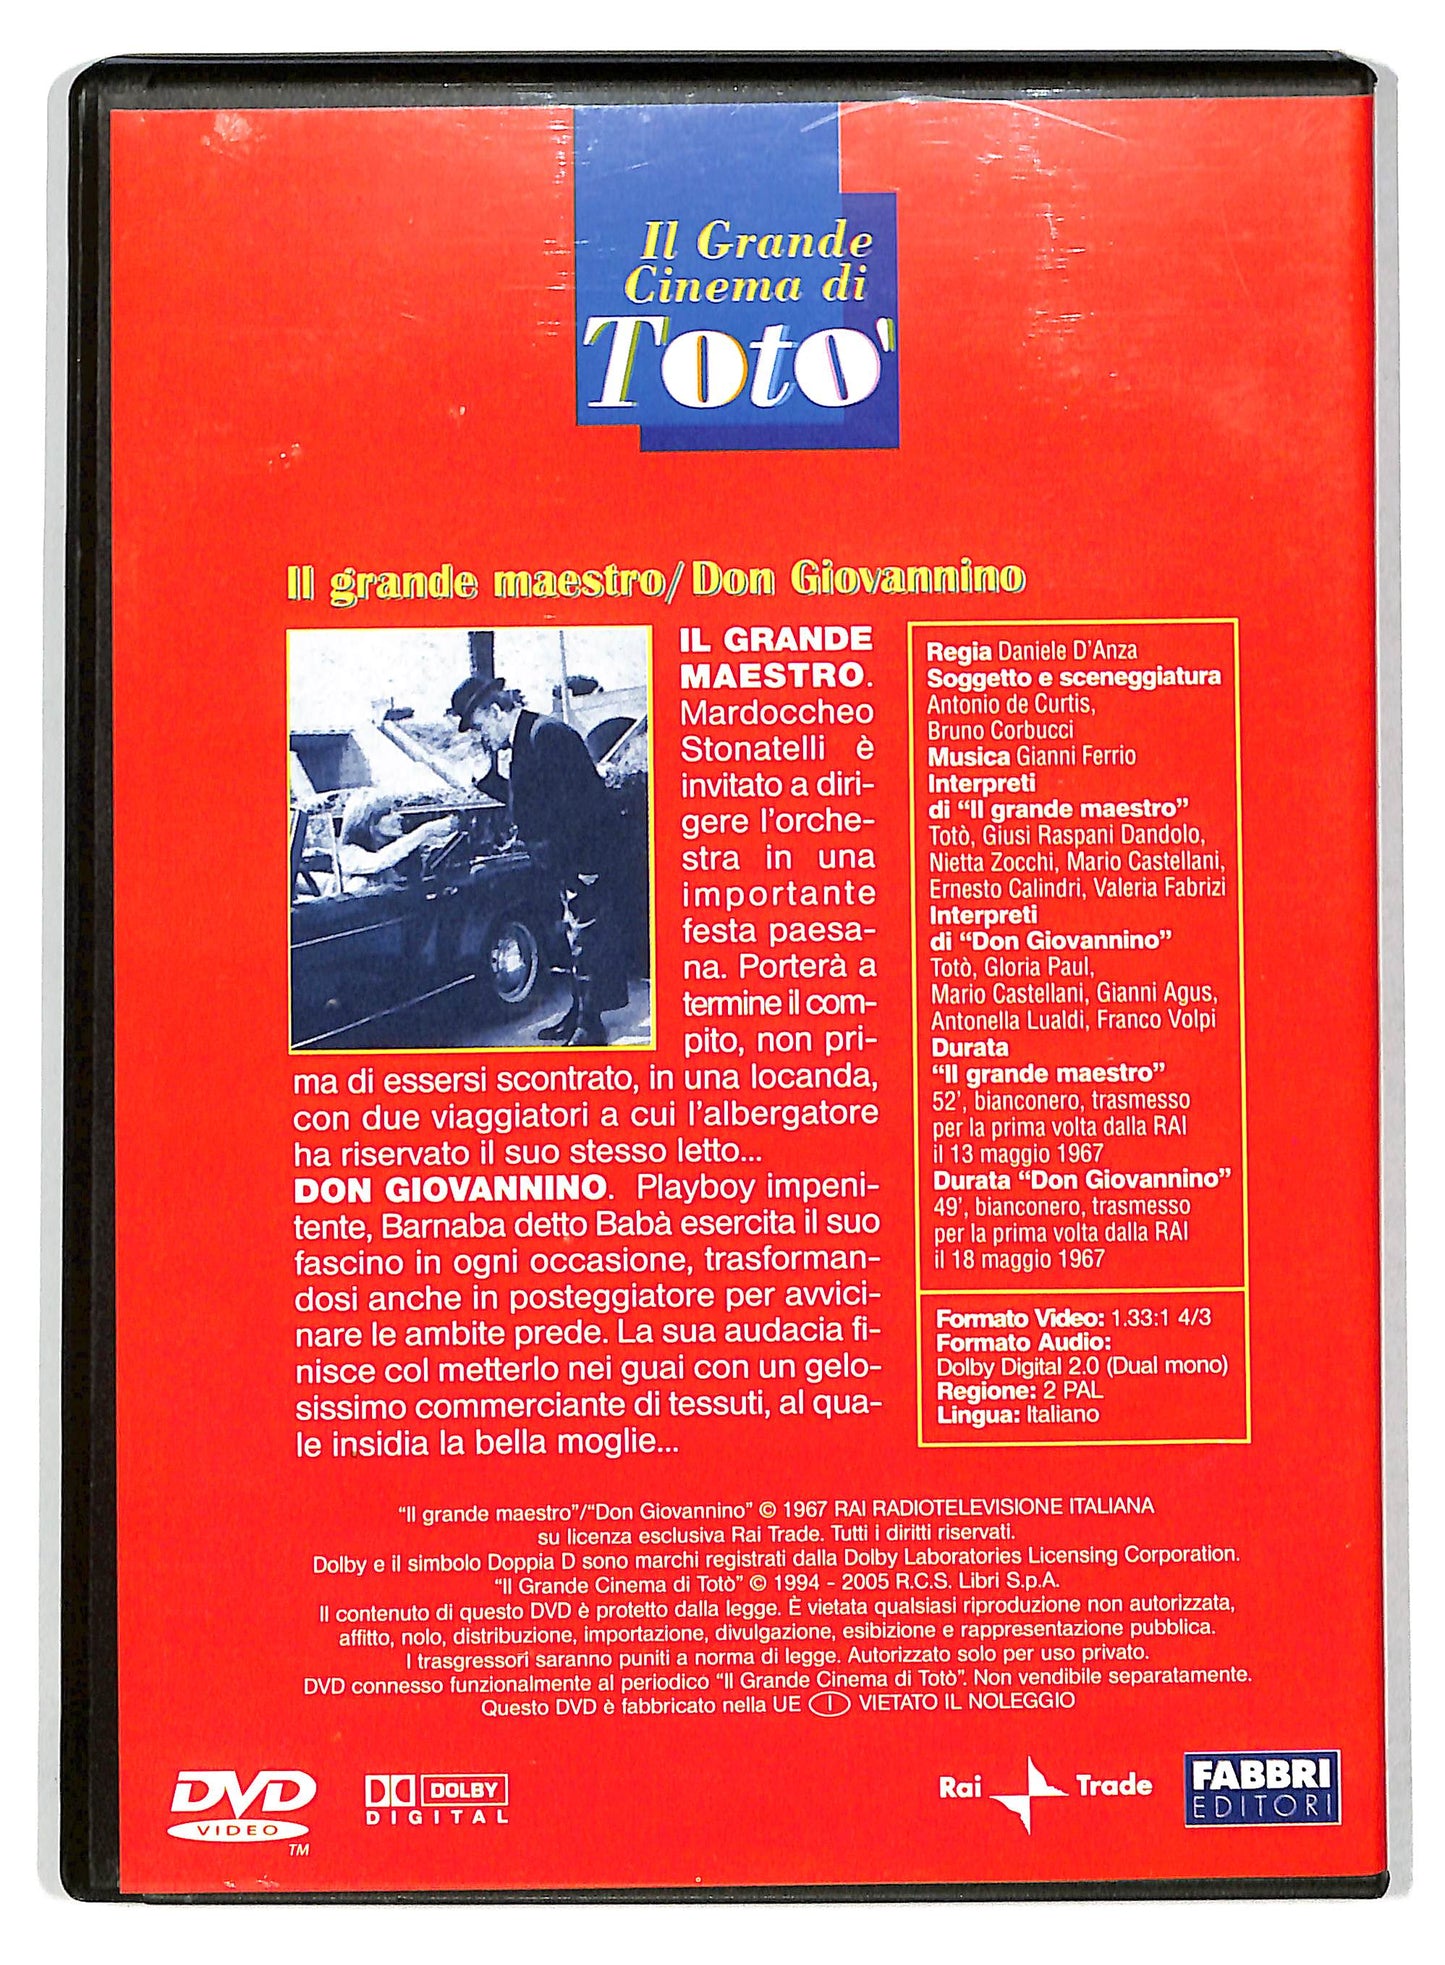 Il Grande
Cinema di
Totò
Il grande maestro/Don Giovannino
IL GRANDE
MAESTRO.
Mardoccheo
Stonatelli è
invitato a diri-
gere l'orche-
stra in una
importante
festa paesa-
na. Porterà a
termine il com-
pito, non pri-
ma di essersi scontrato, in una locanda,
con due viaggiatori a cui l'albergatore
ha riservato il suo stesso letto...
DON GIOVANNINO. Playboy impeni-
tente, Barnaba detto Babà esercita il suo
fascino in ogni occasione, trasforman-
dosi anche in posteggiatore per avvici-
nare le ambite prede. La sua audacia fi-
nisce col metterlo nei guai con un gelo-
sissimo commerciante di tessuti, al qua-
le insidia la bella moglie...
Regia Daniele D'Anza
Soggetto e sceneggiatura
Antonio de Curtis,
Bruno Corbucci
Musica Gianni Ferrio
Interpreti
di “Il grande maestro”
Totò, Giusi Raspani Dandolo,
Nietta Zocchi, Mario Castellani,
Ernesto Calindri, Valeria Fabrizi
Interpreti
di “Don Giovannino”
Totò, Gloria Paul,
Mario Castellani, Gianni Agus,
Antonella Lualdi, Franco Volpi
Durata
“Il grande maestro”
52', bianconero, trasmesso
per la prima volta dalla RAI
il 13 maggio 1967
Durata “Don Giovannino”
49', bianconero, trasmesso
per la prima volta dalla RAI
il 18 maggio 1967
Formato Video: 1.33:1 4/3
Formato Audio:
Dolby Digital 2.0 (Dual mono)
Regione: 2 PAL
Lingua: Italiano
“Il grande maestro”/“Don Giovannino” © 1967 RAI RADIOTELEVISIONE ITALIANA
su licenza esclusiva Rai Trade. Tutti i diritti riservati.
Dolby e il simbolo Doppia D sono marchi registrati dalla Dolby Laboratories Licensing Corporation.
“Il Grande Cinema di Totò” © 1994 - 2005 R.C.S. Libri S.p.A.
Il contenuto di questo DVD è protetto dalla legge. È vietata qualsiasi riproduzione non autorizzata,
affitto, nolo, distribuzione, importazione, divulgazione, esibizione e rappresentazione pubblica.
I trasgressori saranno puniti a norma di legge. Autorizzato solo per uso privato.
DVD connesso funzionalmente al periodico “Il Grande Cinema di Totò”. Non vendibile separatamente.
Questo DVD è fabbricato nella UE I VIETATO IL NOLEGGIO
DVD
VIDEO
TM
DOLBY
DIGITAL
Rai Trade
FABBRI
EDITORI